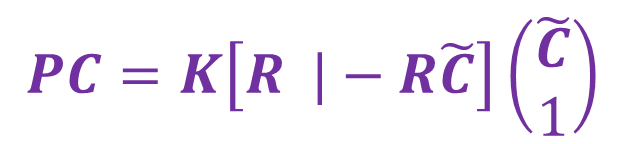 PC = K[R | − RC̃] (C̃ 1)